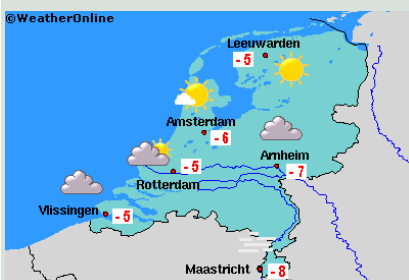 ©WeatherOnline
Leeuwarden
- 5
Amsterdam
- 6
Arnheim
- 7
- 5
Rotterdam
Vlissingen
- 5
Maastricht
- 8